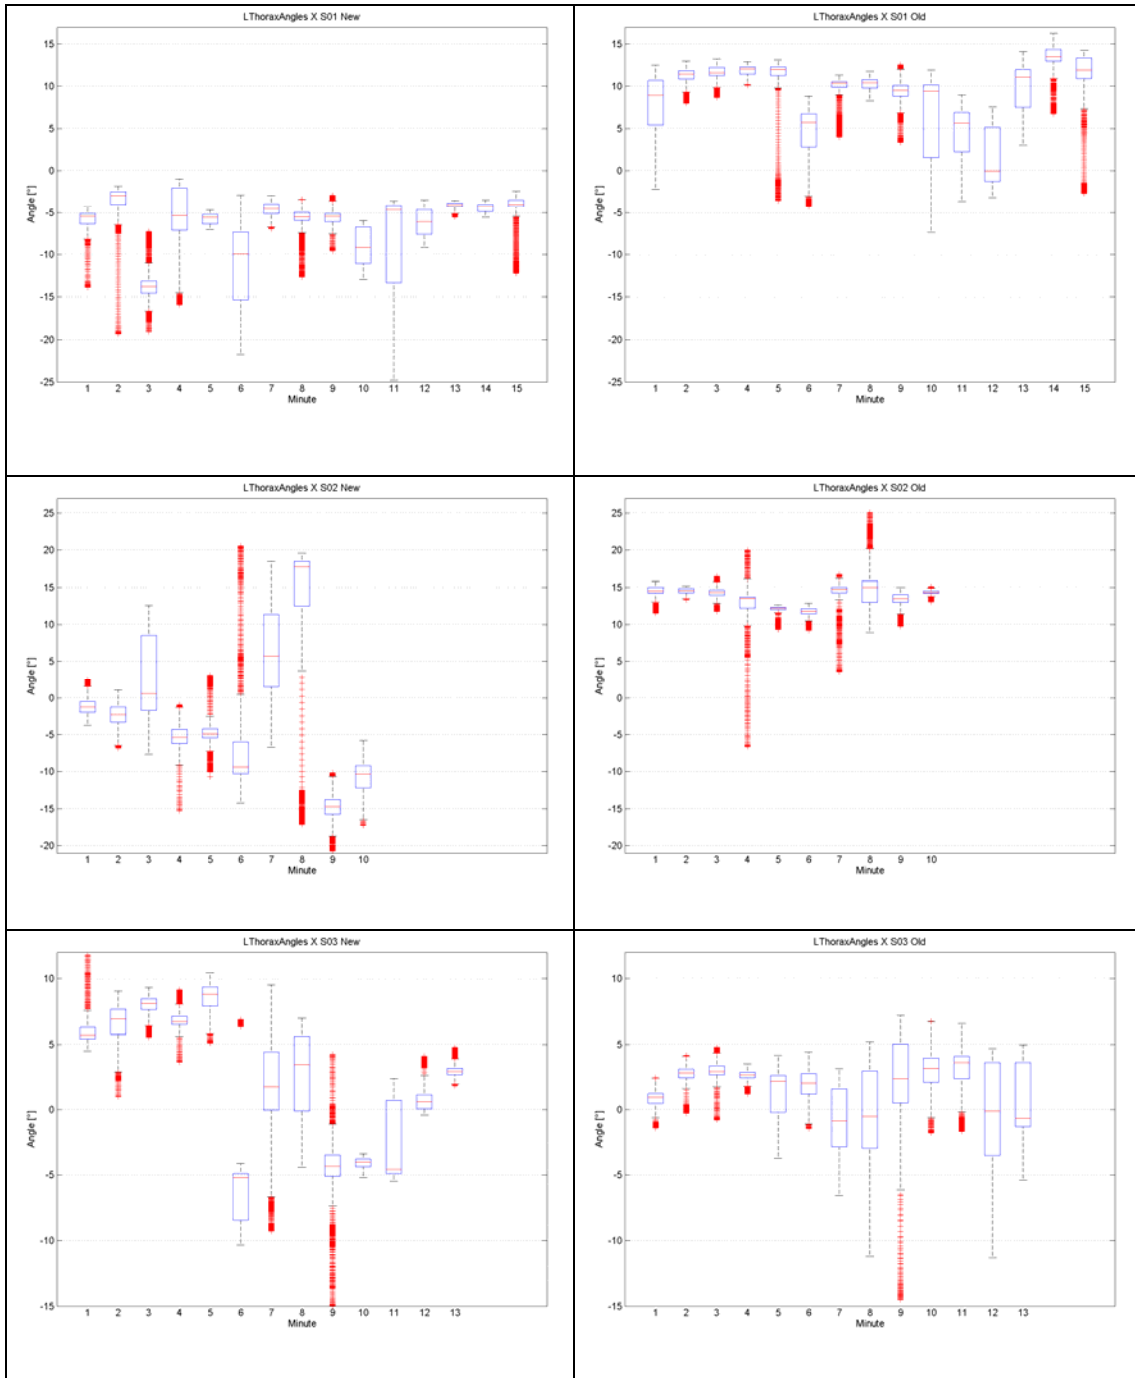 LThoraxAngles X S01 New
15
10
5
0
-5
-10
-15
-20
-25
Angle [°]
1 2 3 4 5 6 7 8 9 10 11 12 13 14 15
Minute
LThoraxAngles X S01 Old
15
10
5
0
-5
-10
-15
-20
-25
Angle [°]
1 2 3 4 5 6 7 8 9 10 11 12 13 14 15
Minute
LThoraxAngles X S02 New
25
20
15
10
5
0
-5
-10
-15
-20
Angle [°]
1 2 3 4 5 6 7 8 9 10
Minute
LThoraxAngles X S02 Old
25
20
15
10
5
0
-5
-10
-15
-20
Angle [°]
1 2 3 4 5 6 7 8 9 10
Minute
LThoraxAngles X S03 New
10
5
0
-5
-10
-15
Angle [°]
1 2 3 4 5 6 7 8 9 10 11 12 13
Minute
LThoraxAngles X S03 Old
10
5
0
-5
-10
-15
Angle [°]
1 2 3 4 5 6 7 8 9 10 11 12 13
Minute